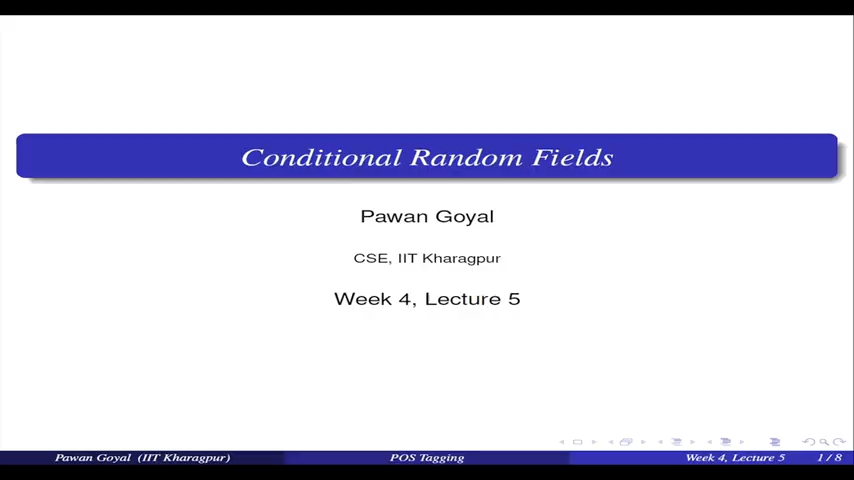 Conditional Random Fields
Pawan Goyal
CSE, IIT Kharagpur
Week 4, Lecture 5
Pawan Goyal (IIT Kharagpur) POS Tagging Week 4, Lecture 5 1 / 8